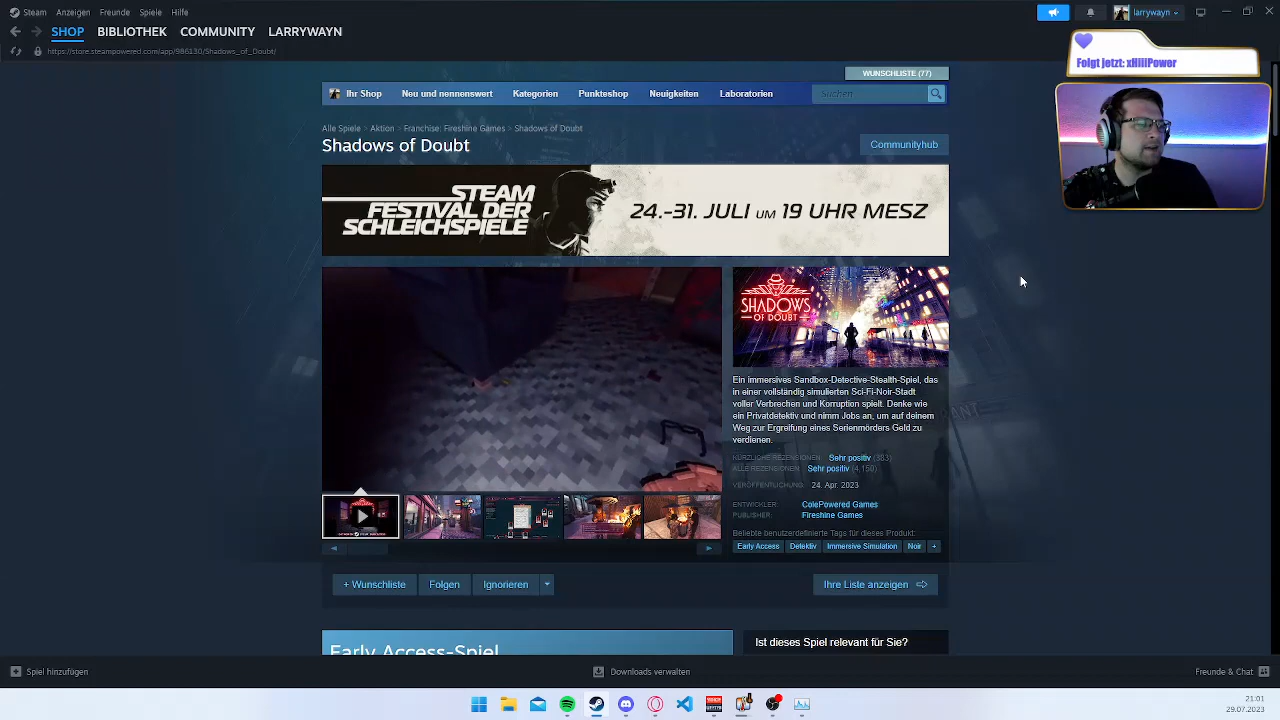 Steam Anzeigen Freunde Spiele Hilfe
larrywayn
SHOP BIBLIOTHEK COMMUNITY LARRYWAYN
https://store.steampowered.com/app/986130/Shadows_of_Doubt/
Folgt jetzt: xHillPower
WUNSCHLISTE (77)
Ihr Shop Neu und nennenswert Kategorien Punkteshop Neuigkeiten Laboratorien Suchen
Alle Spiele > Aktion > Franchise: Fireshine Games > Shadows of Doubt
Shadows of Doubt
Communityhub
STEAM
FESTIVAL DER
SCHLEICHSPIELE
24.-31. JULI UM 19 UHR MESZ
SHADOWS
OF DOUBT
Ein immersives Sandbox-Detective-Stealth-Spiel, das
in einer vollständig simulierten Sci-Fi-Noir-Stadt
voller Verbrechen und Korruption spielt. Denke wie
ein Privatdetektiv und nimm Jobs an, um auf deinem
Weg zur Ergreifung eines Serienmörders Geld zu
verdienen.
KÜRZLICHE REZENSIONEN: Sehr positiv (383)
ALLE REZENSIONEN: Sehr positiv (4,150)
VERÖFFENTLICHUNG: 24. Apr. 2023
ENTWICKLER: ColePowered Games
PUBLISHER: Fireshine Games
Beliebte benutzerdefinierte Tags für dieses Produkt:
Early Access Detektiv Immersive Simulation Noir +
+ Wunschliste Folgen Ignorieren Ihre Liste anzeigen
Early Access-Spiel
Ist dieses Spiel relevant für Sie?
Spiel hinzufügen Downloads verwalten Freunde & Chat
21:01
29.07.2023